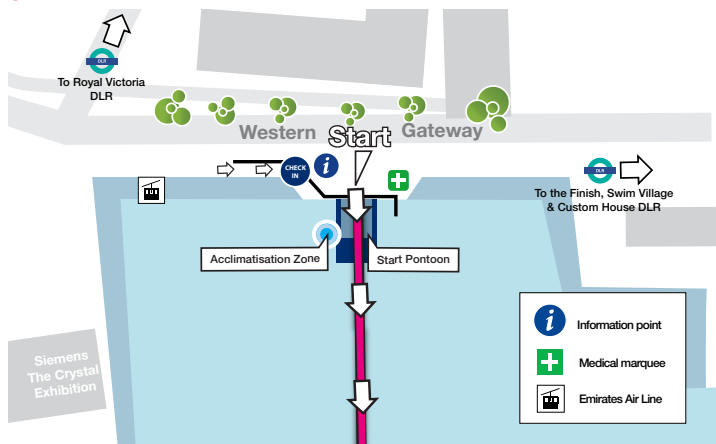 DLR
To Royal Victoria
DLR
Western
Start
Gateway
CHECK
IN
i
DLR
To the Finish, Swim Village
& Custom House DLR
Acclimatisation Zone
Start Pontoon
Siemens
The Crystal
Exhibition
i
Information point
Medical marquee
Emirates Air Line